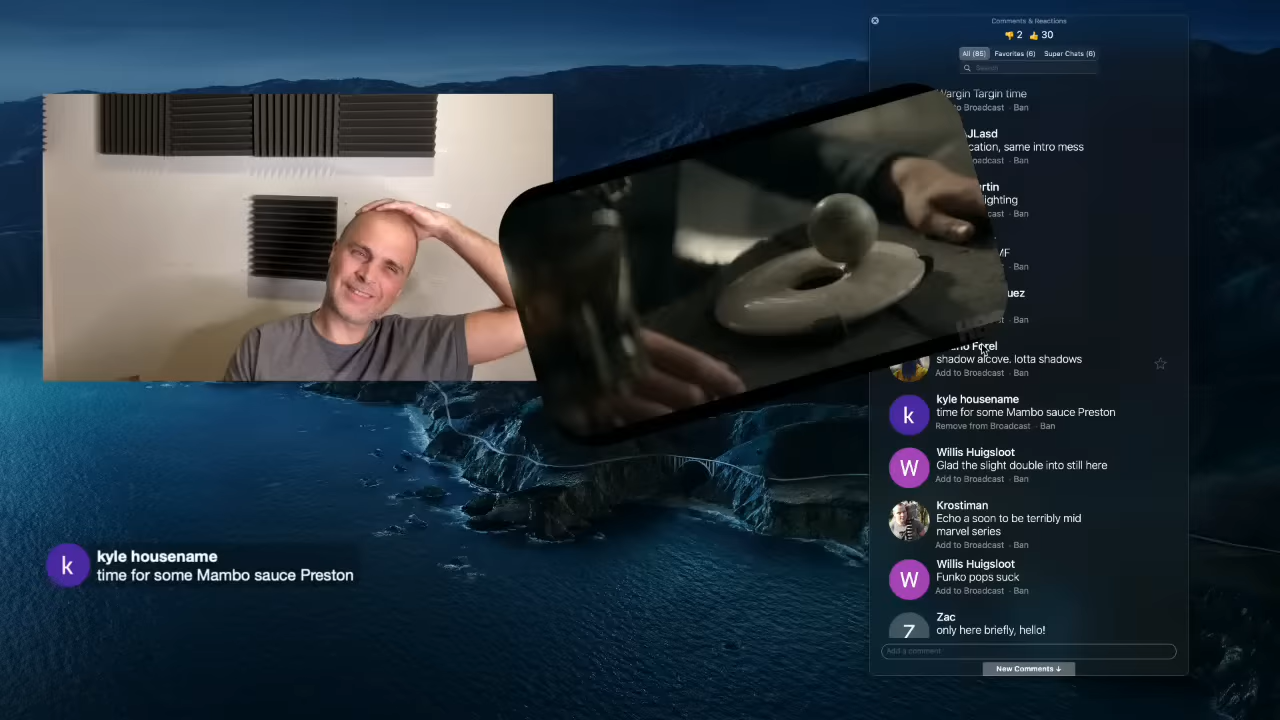 Comments & Reactions
👎 2 👍 30
All (85) Favorites (6) Super Chats (6)
Search
Wargin Targin time
to Broadcast · Ban
JLasd
same intro mess
Ban
Ban
Ban
Ban
shadow alcove. lotta shadows
Add to Broadcast · Ban
k
kyle housename
time for some Mambo sauce Preston
Remove from Broadcast · Ban
W
Willis Huigsloot
Glad the slight double into still here
Add to Broadcast · Ban
Krostiman
Echo a soon to be terribly mid
marvel series
Add to Broadcast · Ban
W
Willis Huigsloot
Funko pops suck
Add to Broadcast · Ban
Z
Zac
only here briefly, hello!
Add a comment
New Comments ↓
k
kyle housename
time for some Mambo sauce Preston